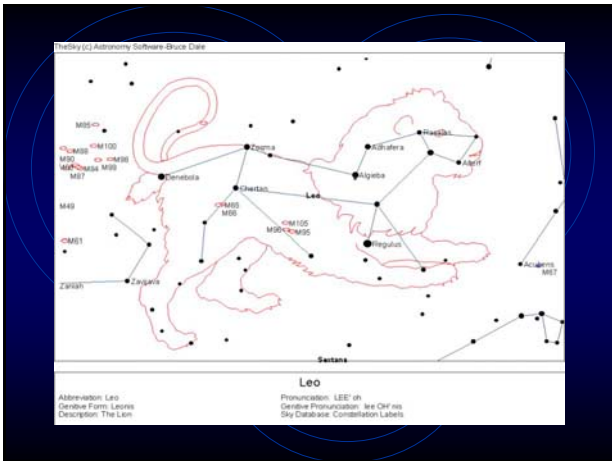 TheSky (c) Astronomy Software-Bruce Dale
M85
M100
M88
M90
M98
M84
M99
M87
M49
M61
Zaniah
Zavijava
Denebola
Zosma
Chertan
M65
M66
M105
M96
M95
Leo
Adhafera
Algieba
Rasalas
Alterf
Regulus
Acubens
M67
Sextans
Leo
Abbreviation: Leo
Genitive Form: Leonis
Description: The Lion
Pronunciation: LEE' oh
Genitive Pronunciation: lee OH' nis
Sky Database: Constellation Labels